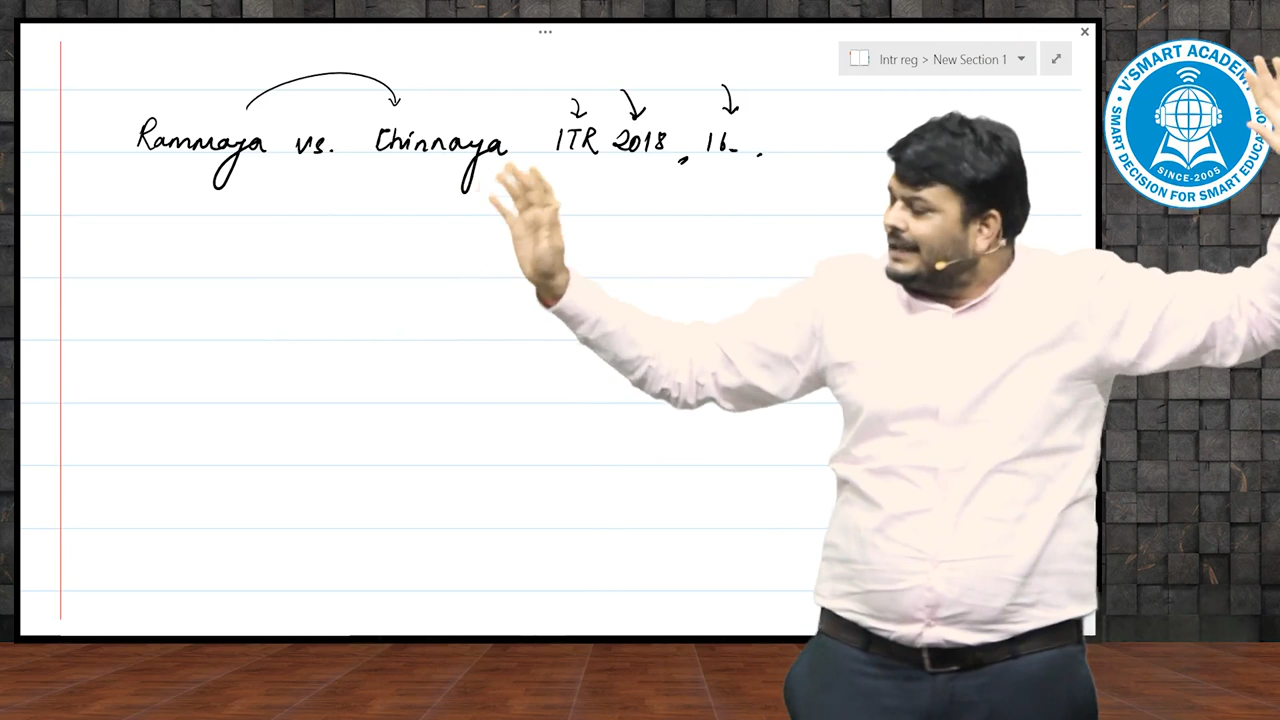 ...
Intr reg > New Section 1
Ramnaya vs. Chinnaya ITR 2018, 16.
V'SMART ACADEMY
SINCE-2005
SMART DECISION FOR SMART EDUCATION